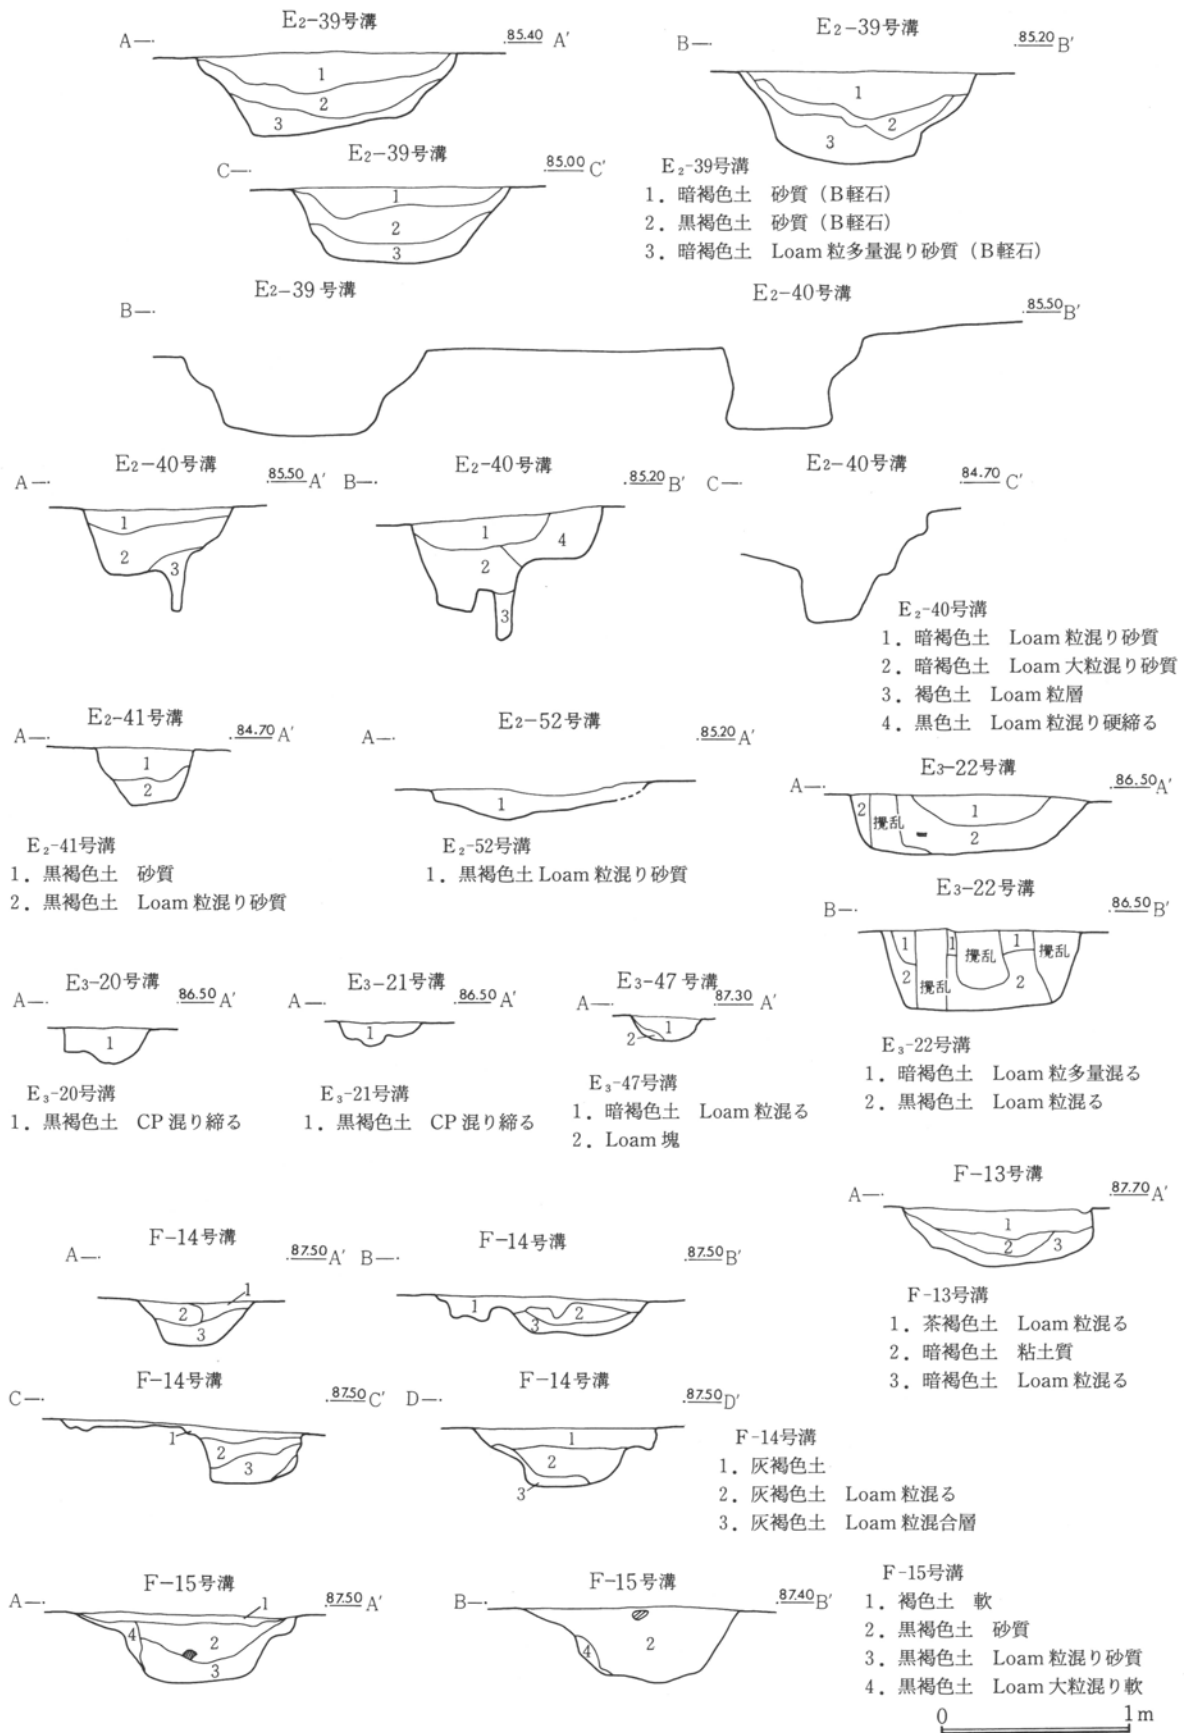 E2-39号溝
A 85.40 A′
1
2
3
E2-39号溝
B 85.20 B′
1
2
3
E2-39号溝
C 85.00 C′
1
2
3
E2-39号溝
1. 暗褐色土 砂質（B軽石）
2. 黒褐色土 砂質（B軽石）
3. 暗褐色土 Loam粒多量混り砂質（B軽石）
E2-39号溝 E2-40号溝
B 85.50 B′
E2-40号溝
A 85.50 A′
1
2
3
E2-40号溝
B 85.20 B′
1
4
2
3
E2-40号溝
C 84.70 C′
E2-40号溝
1. 暗褐色土 Loam粒混り砂質
2. 暗褐色土 Loam大粒混り砂質
3. 褐色土 Loam粒層
4. 黒色土 Loam粒混り硬締る
E2-41号溝
A 84.70 A′
1
2
E2-41号溝
1. 黒褐色土 砂質
2. 黒褐色土 Loam粒混り砂質
E2-52号溝
A 85.20 A′
1
E2-52号溝
1. 黒褐色土 Loam粒混り砂質
E3-22号溝
A 86.50 A′
2 攪乱 1
2
E3-22号溝
B 86.50 B′
1 1 攪乱 1 攪乱
2 攪乱 2
E3-22号溝
1. 暗褐色土 Loam粒多量混る
2. 黒褐色土 Loam粒混る
E3-20号溝
A 86.50 A′
1
E3-20号溝
1. 黒褐色土 CP混り締る
E3-21号溝
A 86.50 A′
1
E3-21号溝
1. 黒褐色土 CP混り締る
E3-47号溝
A 87.30 A′
1
2
E3-47号溝
1. 暗褐色土 Loam粒混る
2. Loam塊
F-13号溝
A 87.70 A′
1
2 3
F-13号溝
1. 茶褐色土 Loam粒混る
2. 暗褐色土 粘土質
3. 暗褐色土 Loam粒混る
F-14号溝
A 87.50 A′
1
2
3
F-14号溝
B 87.50 B′
1 2
3
F-14号溝
C 87.50 C′
1
2
3
F-14号溝
D 87.50 D′
1
2
3
F-14号溝
1. 灰褐色土
2. 灰褐色土 Loam粒混る
3. 灰褐色土 Loam粒混合層
F-15号溝
A 87.50 A′
1
4 2
3
F-15号溝
B 87.40 B′
2
4
F-15号溝
1. 褐色土 軟
2. 黒褐色土 砂質
3. 黒褐色土 Loam粒混り砂質
4. 黒褐色土 Loam大粒混り軟
0 1m